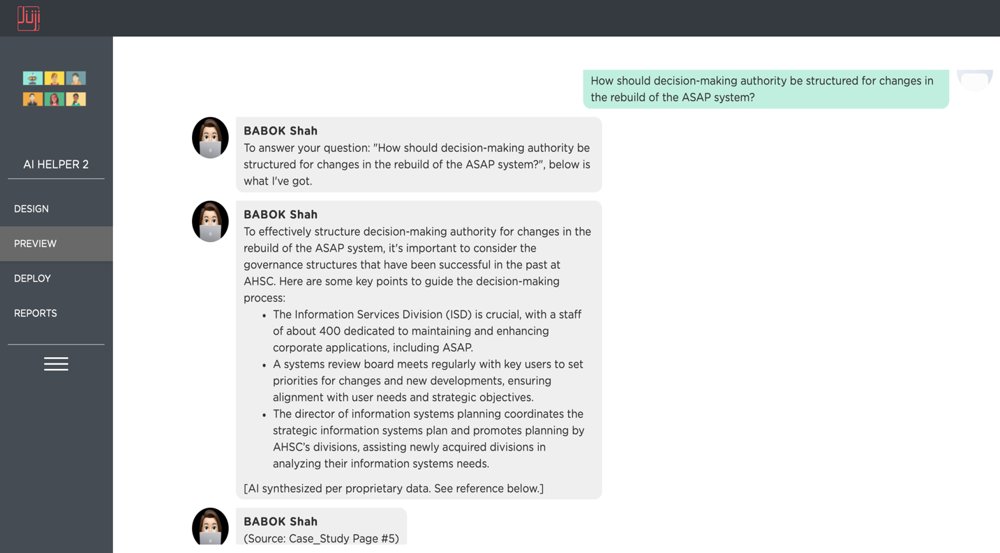 Juji
How should decision-making authority be structured for changes in
the rebuild of the ASAP system?
AI HELPER 2
DESIGN
PREVIEW
DEPLOY
REPORTS
BABOK Shah
To answer your question: "How should decision-making authority be
structured for changes in the rebuild of the ASAP system?", below is
what I've got.
BABOK Shah
To effectively structure decision-making authority for changes in the
rebuild of the ASAP system, it's important to consider the
governance structures that have been successful in the past at
AHSC. Here are some key points to guide the decision-making
process:
• The Information Services Division (ISD) is crucial, with a staff
of about 400 dedicated to maintaining and enhancing
corporate applications, including ASAP.
• A systems review board meets regularly with key users to set
priorities for changes and new developments, ensuring
alignment with user needs and strategic objectives.
• The director of information systems planning coordinates the
strategic information systems plan and promotes planning by
AHSC’s divisions, assisting newly acquired divisions in
analyzing their information systems needs.
[AI synthesized per proprietary data. See reference below.]
BABOK Shah
(Source: Case_Study Page #5)